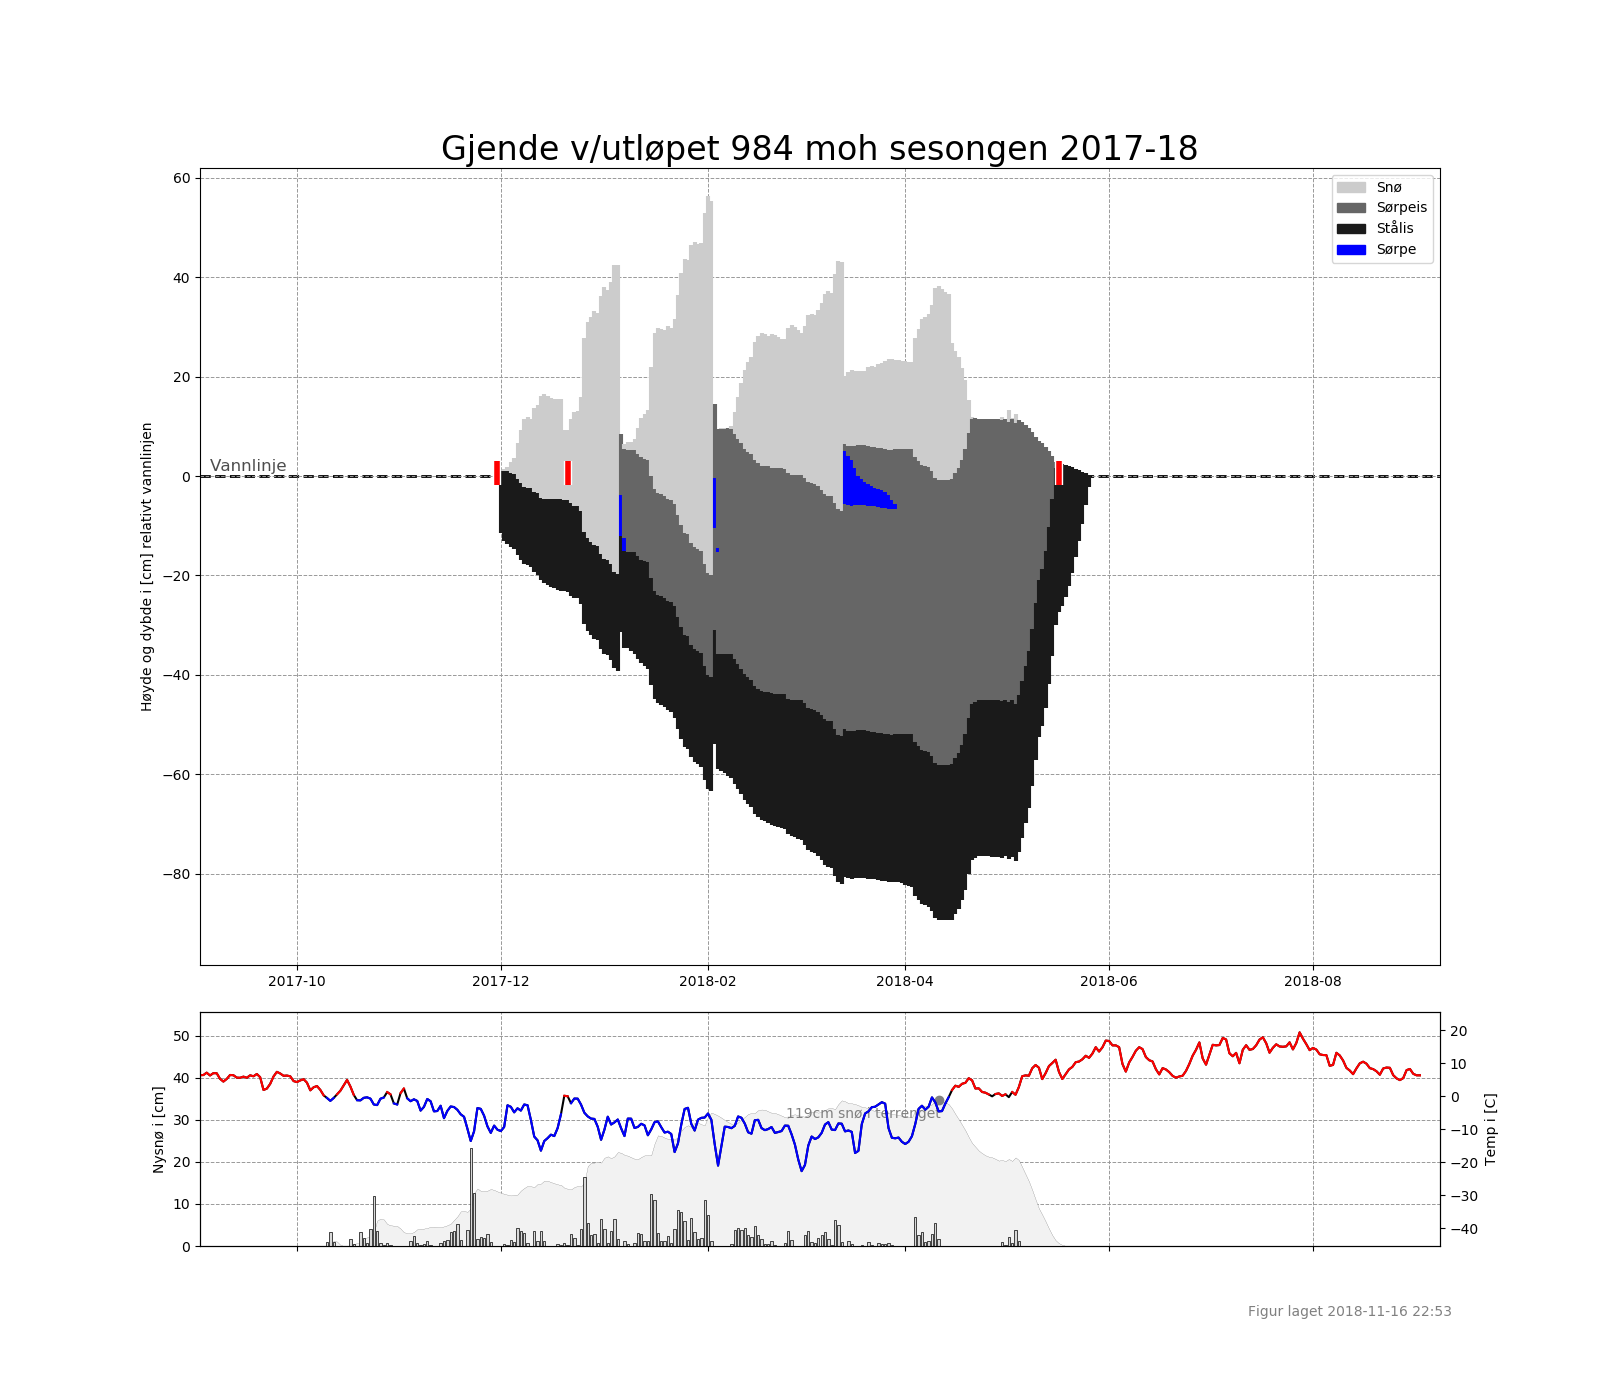 Gjende v/utløpet 984 moh sesongen 2017-18
60
40
20
0
−20
−40
−60
−80
Høyde og dybde i [cm] relativt vannlinjen
Vannlinje
Snø
Sørpeis
Stålis
Sørpe
2017-10
2017-12
2018-02
2018-04
2018-06
2018-08
50
40
30
20
10
0
Nysnø i [cm]
119cm snø i terrenget
20
10
0
−10
−20
−30
−40
Temp i [C]
Figur laget 2018-11-16 22:53